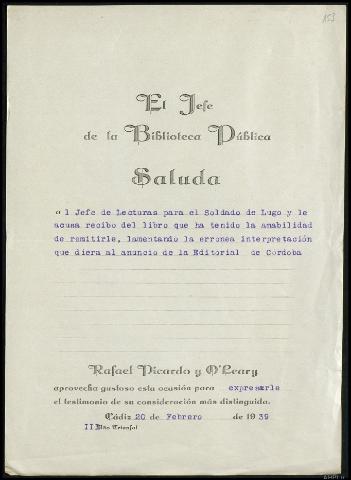 153
El Jefe
de la Biblioteca Pública
Saluda
al Jefe de Lecturas para el Soldado de Lugo y le
acusa recibo del libro que ha tenido la amabilidad
de remitirle, lamentando la erronea interpretación
que diera al anuncio de la Editorial de Cordoba
Rafael Picardo y O'Leary
aprovecha gustoso esta ocasión para expresarle
el testimonio de su consideración más distinguida.
Cádiz 20 de Febrero de 1939
III Año Triunfal